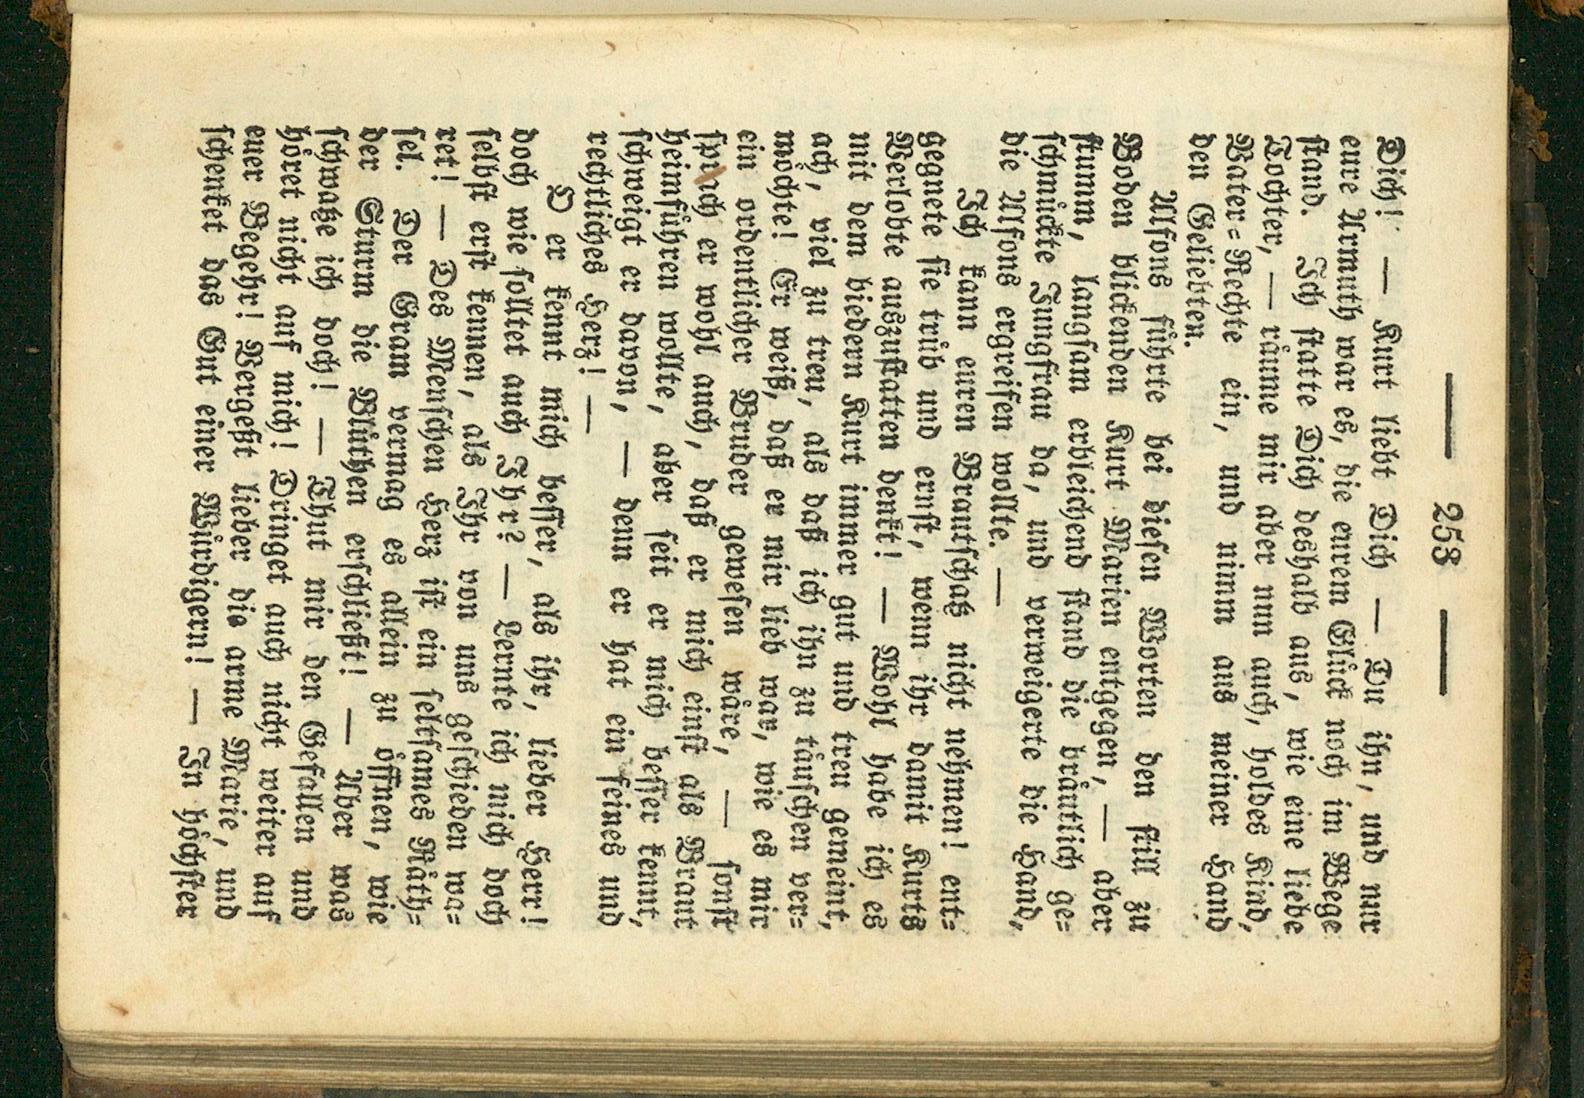 — 253 —
Dich! — Kurt liebt Dich — Du ihn, und nur
eure Armuth war es, die eurem Glück noch im Wege
stand. Ich statte Dich deshalb aus, wie eine liebe
Tochter, — räume mir aber nun auch, holdes Kind,
Vater-Rechte ein, und nimm aus meiner Hand
den Geliebten.
Alfons führte bei diesen Worten den still zu
Boden blickenden Kurt Marien entgegen, — aber
stumm, langsam erbleichend stand die bräutlich ge-
schmückte Jungfrau da, und verweigerte die Hand,
die Alfons ergreifen wollte. —
Ich kann euren Brautschatz nicht nehmen! ent-
gegnete sie trüb und ernst, wenn ihr damit Kurts
Verlobte auszustatten denkt! — Wohl habe ich es
mit dem biedern Kurt immer gut und treu gemeint,
ach, viel zu treu, als daß ich ihn zu täuschen ver-
möchte! Er weiß, daß er mir lieb war, wie es mir
ein ordentlicher Bruder gewesen wäre, — sonst
sprach er wohl auch, daß er mich einst als Braut
heimführen wollte, aber seit er mich besser kennt,
schweigt er davon, — denn er hat ein feines und
rechtliches Herz! —
O er kennt mich besser, als ihr, lieber Herr!
doch wie solltet auch Ihr? — Lernte ich mich doch
selbst erst kennen, als Ihr von uns geschieden wa-
ret! — Des Menschen Herz ist ein seltsames Räth-
sel. Der Gram vermag es allein zu öffnen, wie
der Sturm die Blüthen erschließt! — Aber was
schwatze ich doch! — Thut mir den Gefallen und
höret nicht auf mich! Dringet auch nicht weiter auf
euer Begehr! Vergeßt lieber die arme Marie, und
schenket das Gut einer Würdigern! — In höchster